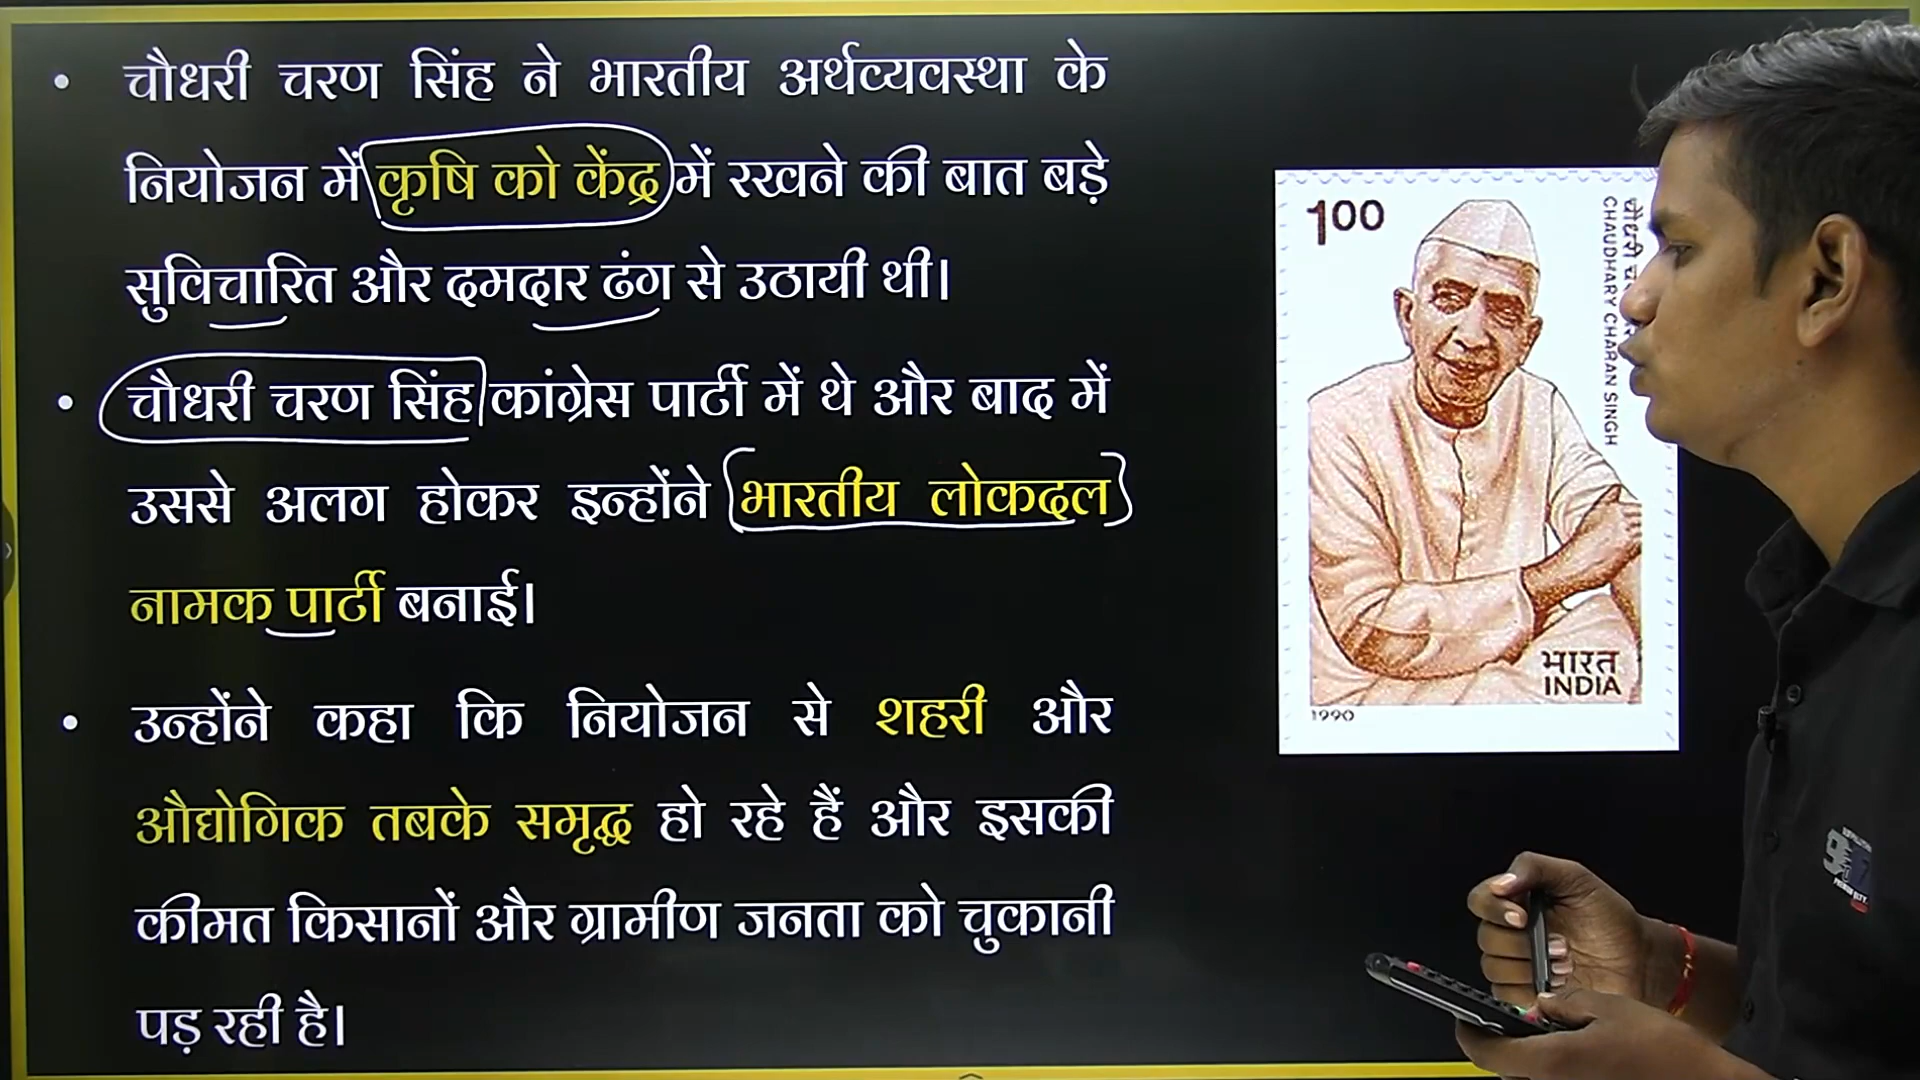 • चौधरी चरण सिंह ने भारतीय अर्थव्यवस्था के
नियोजन में कृषि को केंद्र में रखने की बात बड़े
सुविचारित और दमदार ढंग से उठायी थी।
• चौधरी चरण सिंह कांग्रेस पार्टी में थे और बाद में
उससे अलग होकर इन्होंने भारतीय लोकदल
नामक पार्टी बनाई।
• उन्होंने कहा कि नियोजन से शहरी और
औद्योगिक तबके समृद्ध हो रहे हैं और इसकी
कीमत किसानों और ग्रामीण जनता को चुकानी
पड़ रही है।
100
चौधरी
CHAUDHARY CHARAN SINGH
भारत
INDIA
1990